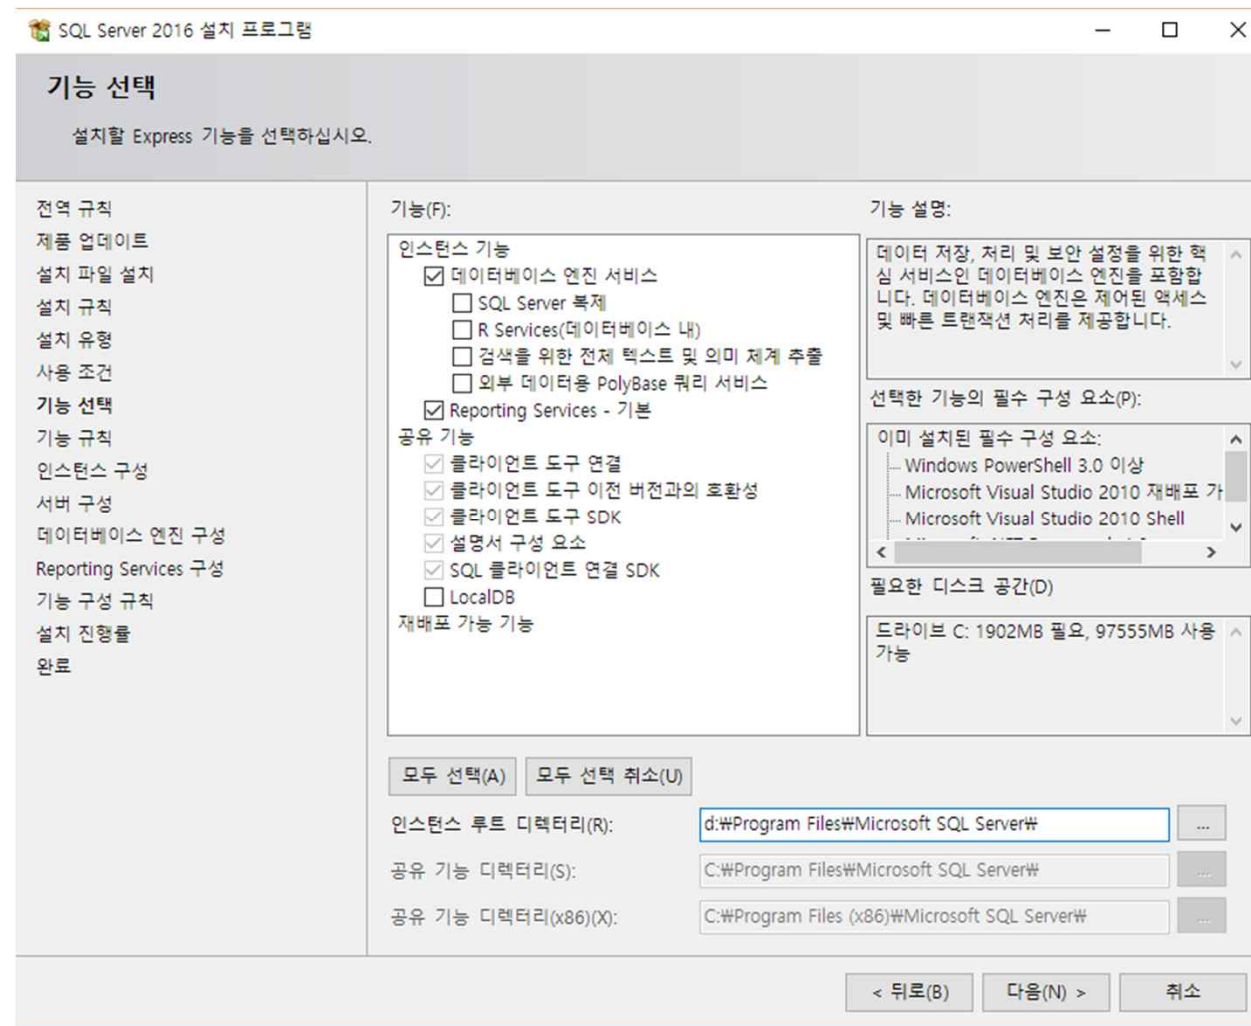 SQL Server 2016 설치 프로그램
기능 선택
설치할 Express 기능을 선택하십시오.
전역 규칙
제품 업데이트
설치 파일 설치
설치 규칙
설치 유형
사용 조건
기능 선택
기능 규칙
인스턴스 구성
서버 구성
데이터베이스 엔진 구성
Reporting Services 구성
기능 구성 규칙
설치 진행률
완료
기능(F):
인스턴스 기능
데이터베이스 엔진 서비스
SQL Server 복제
R Services(데이터베이스 내)
검색을 위한 전체 텍스트 및 의미 체계 추출
외부 데이터용 PolyBase 쿼리 서비스
Reporting Services - 기본
공유 기능
클라이언트 도구 연결
클라이언트 도구 이전 버전과의 호환성
클라이언트 도구 SDK
설명서 구성 요소
SQL 클라이언트 연결 SDK
LocalDB
재배포 가능 기능
기능 설명:
데이터 저장, 처리 및 보안 설정을 위한 핵
심 서비스인 데이터베이스 엔진을 포함합
니다. 데이터베이스 엔진은 제어된 액세스
및 빠른 트랜잭션 처리를 제공합니다.
선택한 기능의 필수 구성 요소(P):
이미 설치된 필수 구성 요소:
Windows PowerShell 3.0 이상
Microsoft Visual Studio 2010 재배포 가
Microsoft Visual Studio 2010 Shell
필요한 디스크 공간(D)
드라이브 C: 1902MB 필요, 97555MB 사용
가능
모두 선택(A) 모두 선택 취소(U)
인스턴스 루트 디렉터리(R): d:₩Program Files₩Microsoft SQL Server₩ ...
공유 기능 디렉터리(S): C:₩Program Files₩Microsoft SQL Server₩ ...
공유 기능 디렉터리(x86)(X): C:₩Program Files (x86)₩Microsoft SQL Server₩ ...
< 뒤로(B) 다음(N) > 취소